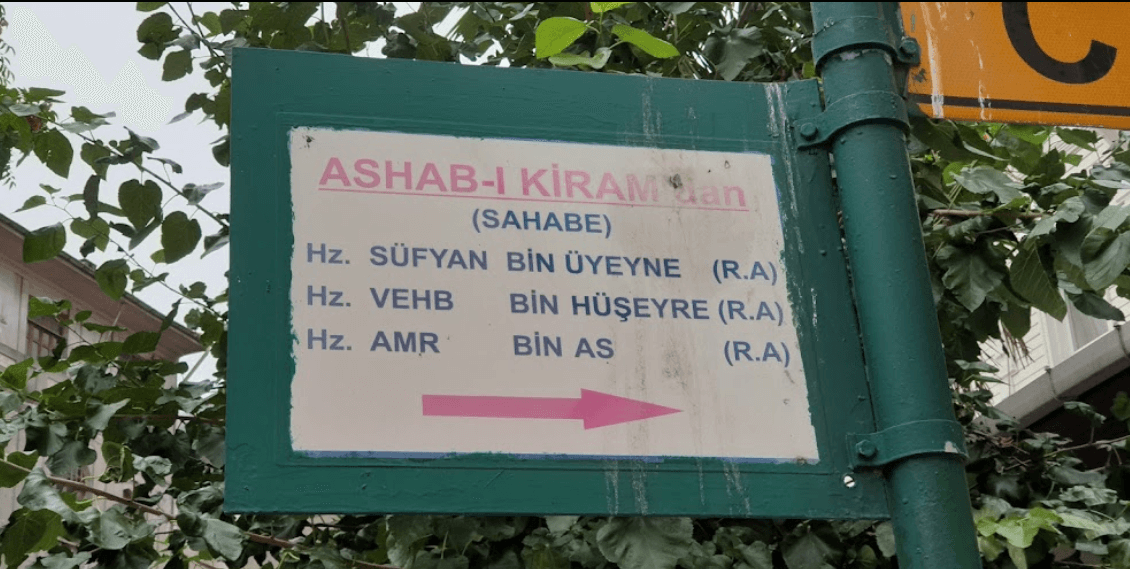 ASHAB-I KİRAM'dan
(SAHABE)
Hz. SÜFYAN BİN ÜYEYNE (R.A)
Hz. VEHB BİN HÜŞEYRE (R.A)
Hz. AMR BİN AS (R.A)
C